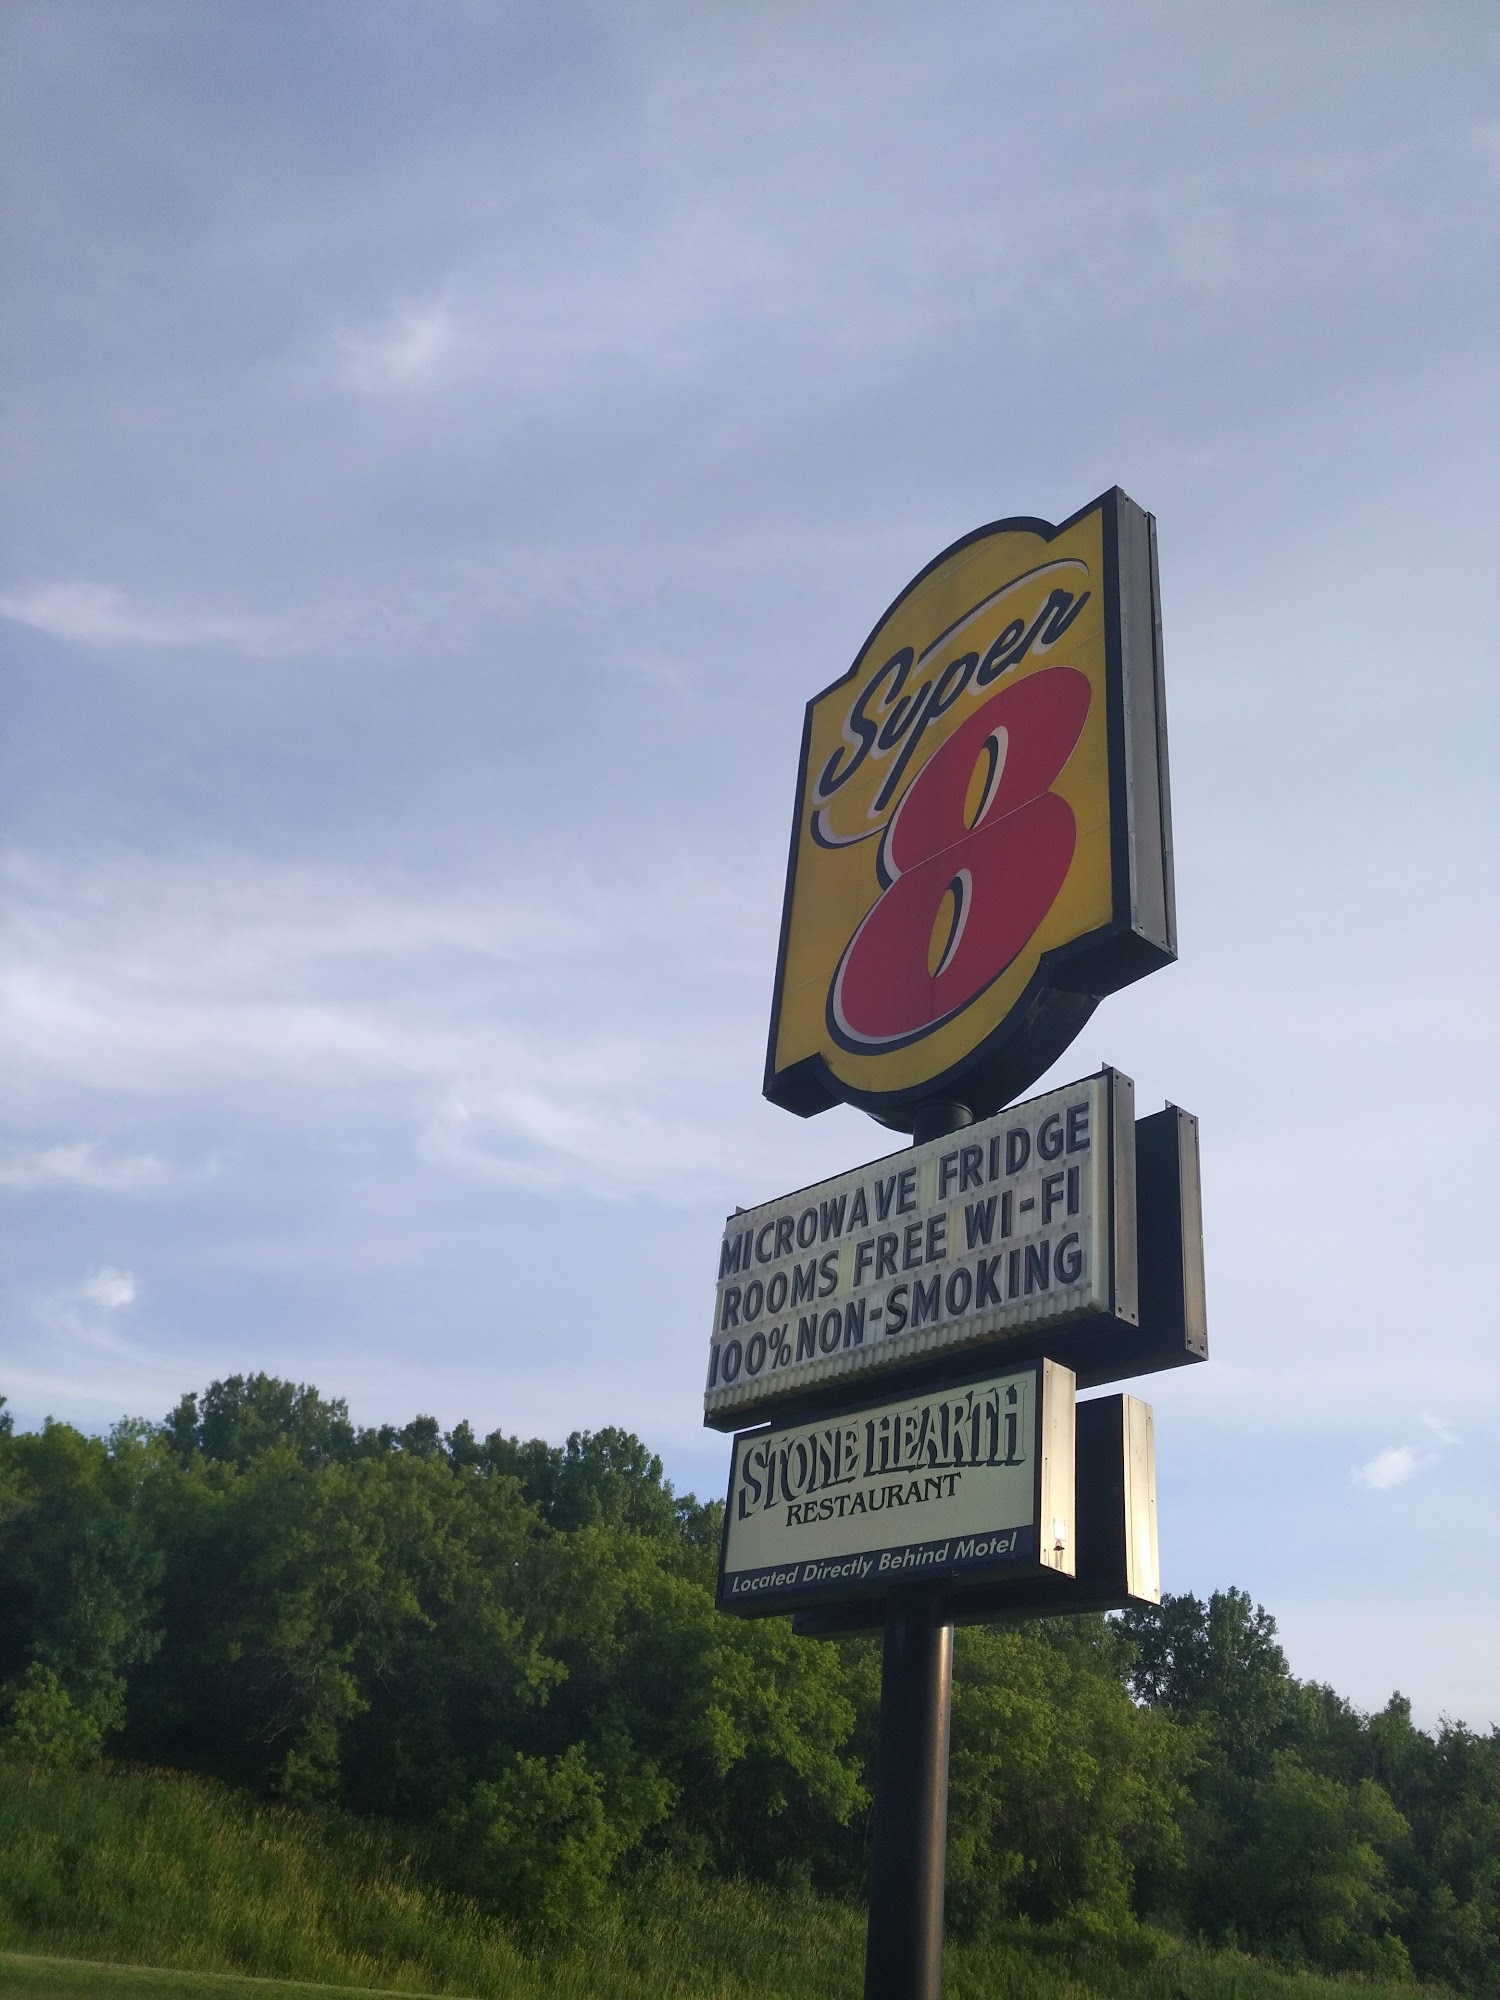 Super
8
MICROWAVE FRIDGE
ROOMS FREE WI-FI
100% NON-SMOKING
STONE HEARTH
RESTAURANT
Located Directly Behind Motel